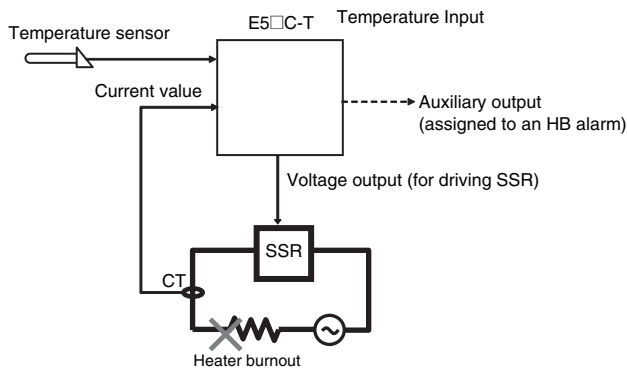 E5□C-T
Temperature Input
Temperature sensor
Current value
Auxiliary output
(assigned to an HB alarm)
Voltage output (for driving SSR)
SSR
CT
Heater burnout